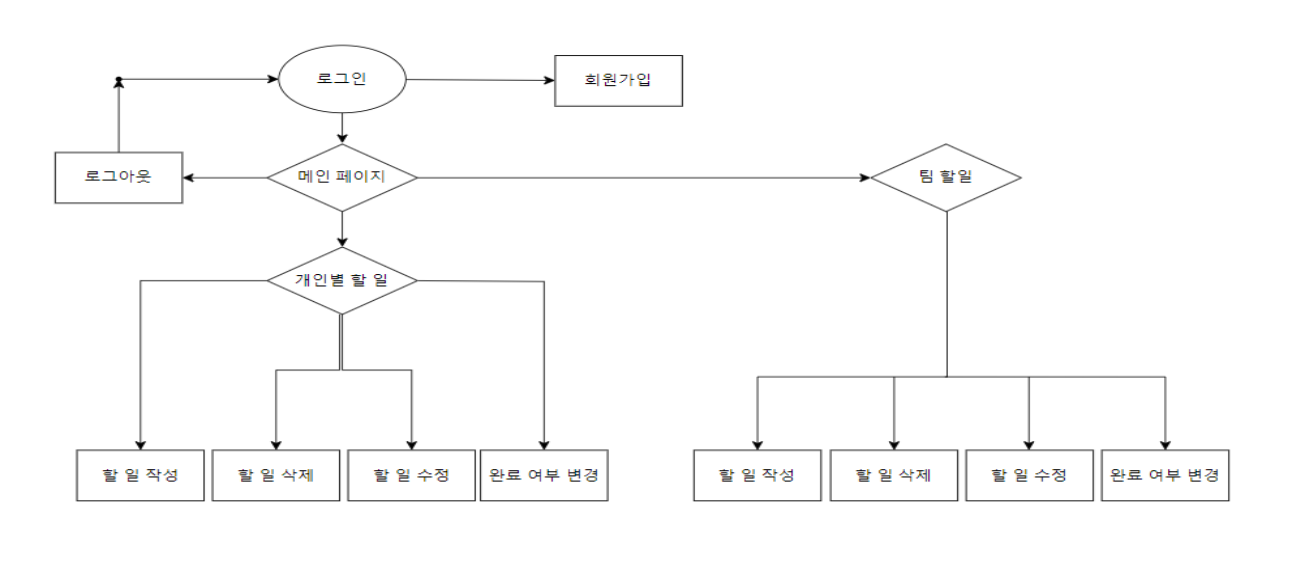 로그인
회원가입
로그아웃
메인 페이지
팀 할일
개인별 할 일
할 일 작성
할 일 삭제
할 일 수정
완료 여부 변경
할 일 작성
할 일 삭제
할 일 수정
완료 여부 변경